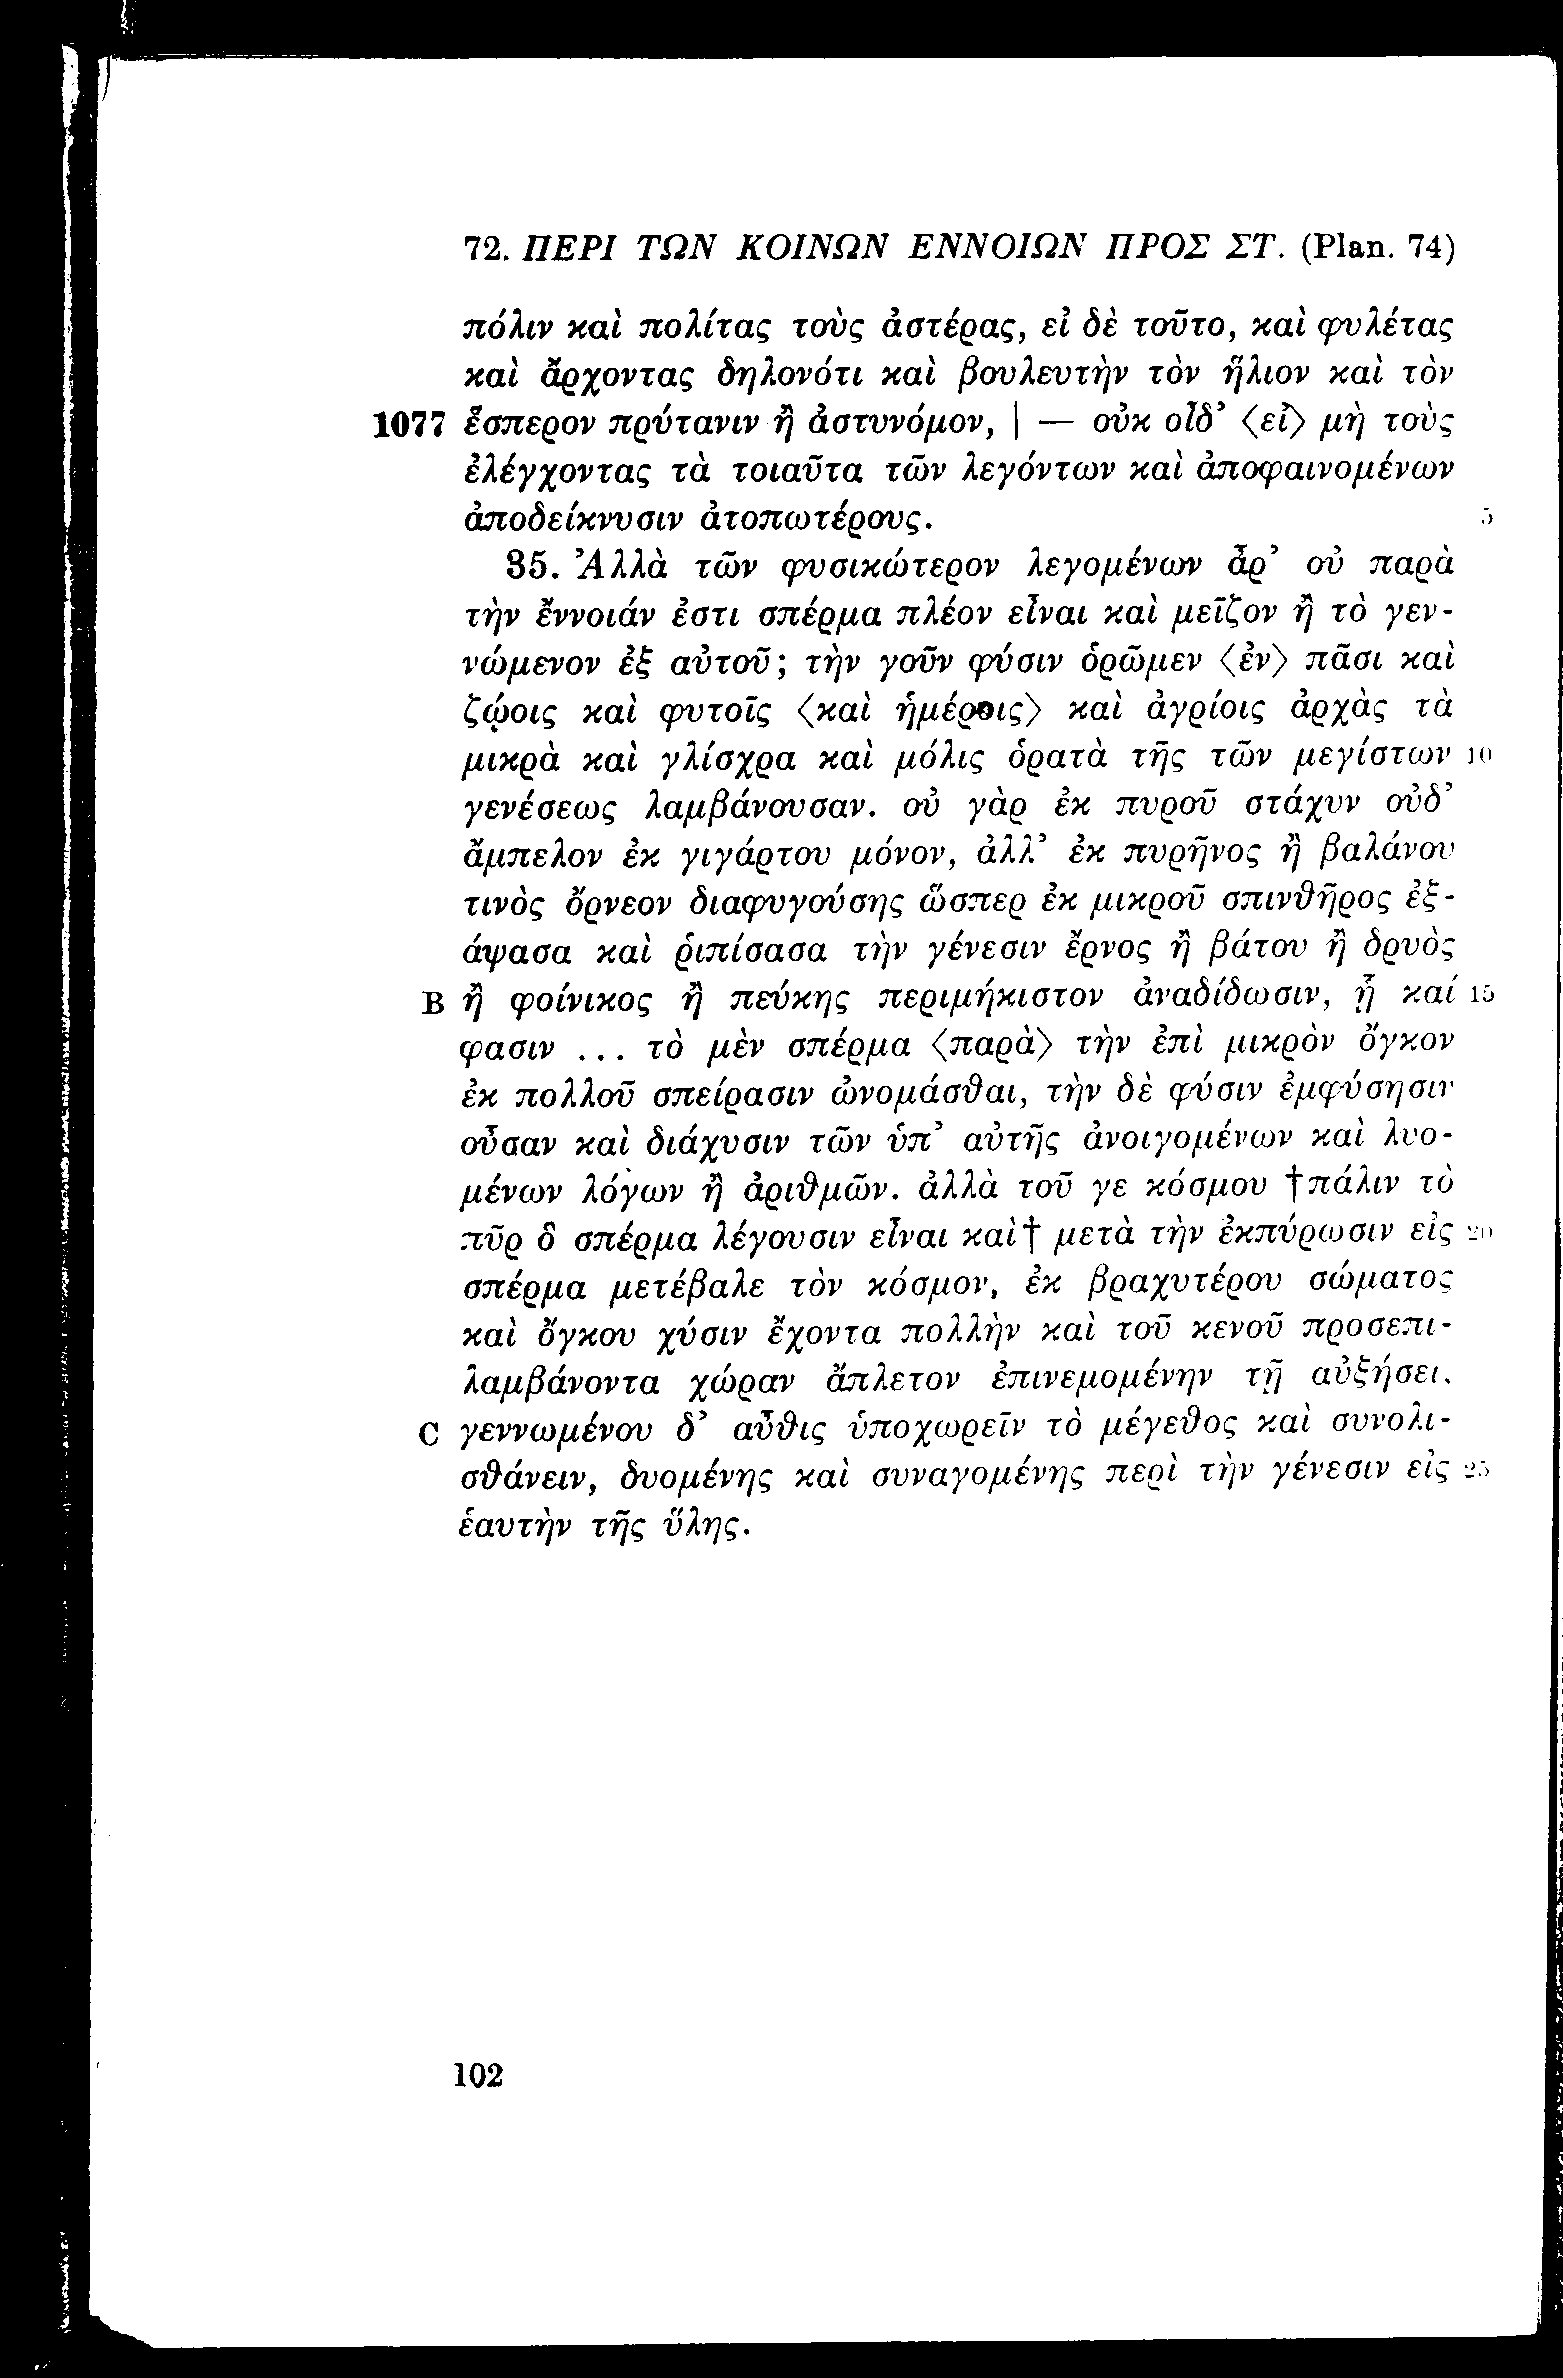 72. ΠΕΡΙ ΤΩΝ ΚΟΙΝΩΝ ΕΝΝΟΙΩΝ ΠΡΟΣ ΣΤ. (Plan. 74)
πόλιν καὶ πολίτας τοὺς ἀστέρας, εἰ δὲ τοῦτο, καὶ φυλέτας
καὶ ἄρχοντας δηλονότι καὶ βουλευτὴν τὸν ἥλιον καὶ τὸν
1077 ἕσπερον πρύτανιν ἢ ἀστυνόμον, | — οὐκ οἶδ’ <εἰ> μὴ τοὺς
ἐλέγχοντας τὰ τοιαῦτα τῶν λεγόντων καὶ ἀποφαινομένων
ἀποδείκνυσιν ἀτοπωτέρους. 5
35. Ἀλλὰ τῶν φυσικώτερον λεγομένων ἆρ’ οὐ παρὰ
τὴν ἔννοιάν ἐστι σπέρμα πλέον εἶναι καὶ μεῖζον ἢ τὸ γεν-
νώμενον ἐξ αὐτοῦ; τὴν γοῦν φύσιν ὁρῶμεν <ἐν> πᾶσι καὶ
ζῴοις καὶ φυτοῖς <καὶ ἡμέροις> καὶ ἀγρίοις ἀρχὰς τὰ
μικρὰ καὶ γλίσχρα καὶ μόλις ὁρατὰ τῆς τῶν μεγίστων 10
γενέσεως λαμβάνουσαν. οὐ γὰρ ἐκ πυροῦ στάχυν οὐδ’
ἄμπελον ἐκ γιγάρτου μόνον, ἀλλ’ ἐκ πυρῆνος ἢ βαλάνου
τινὸς ὄρνεον διαφυγούσης ὥσπερ ἐκ μικροῦ σπινθῆρος ἐξ-
άψασα καὶ ῥιπίσασα τὴν γένεσιν ἔρνος ἢ βάτου ἢ δρυὸς
B ἢ φοίνικος ἢ πεύκης περιμήκιστον ἀναδίδωσιν, ᾗ καί 15
φασιν ... τὸ μὲν σπέρμα <παρὰ> τὴν ἐπὶ μικρὸν ὄγκον
ἐκ πολλοῦ σπείρασιν ὠνομάσθαι, τὴν δὲ φύσιν ἐμφύσησιν
οὖσαν καὶ διάχυσιν τῶν ὑπ’ αὐτῆς ἀνοιγομένων καὶ λυο-
μένων λόγων ἢ ἀριθμῶν. ἀλλὰ τοῦ γε κόσμου †πάλιν τὸ
πῦρ ὃ σπέρμα λέγουσιν εἶναι καὶ† μετὰ τὴν ἐκπύρωσιν εἰς 20
σπέρμα μετέβαλε τὸν κόσμον, ἐκ βραχυτέρου σώματος
καὶ ὄγκου χύσιν ἔχοντα πολλὴν καὶ τοῦ κενοῦ προσεπι-
λαμβάνοντα χώραν ἄπλετον ἐπινεμομένην τῇ αὐξήσει.
C γεννωμένου δ’ αὖθις ὑποχωρεῖν τὸ μέγεθος καὶ συνολι-
σθάνειν, δυομένης καὶ συναγομένης περὶ τὴν γένεσιν εἰς 25
ἑαυτὴν τῆς ὕλης.
102